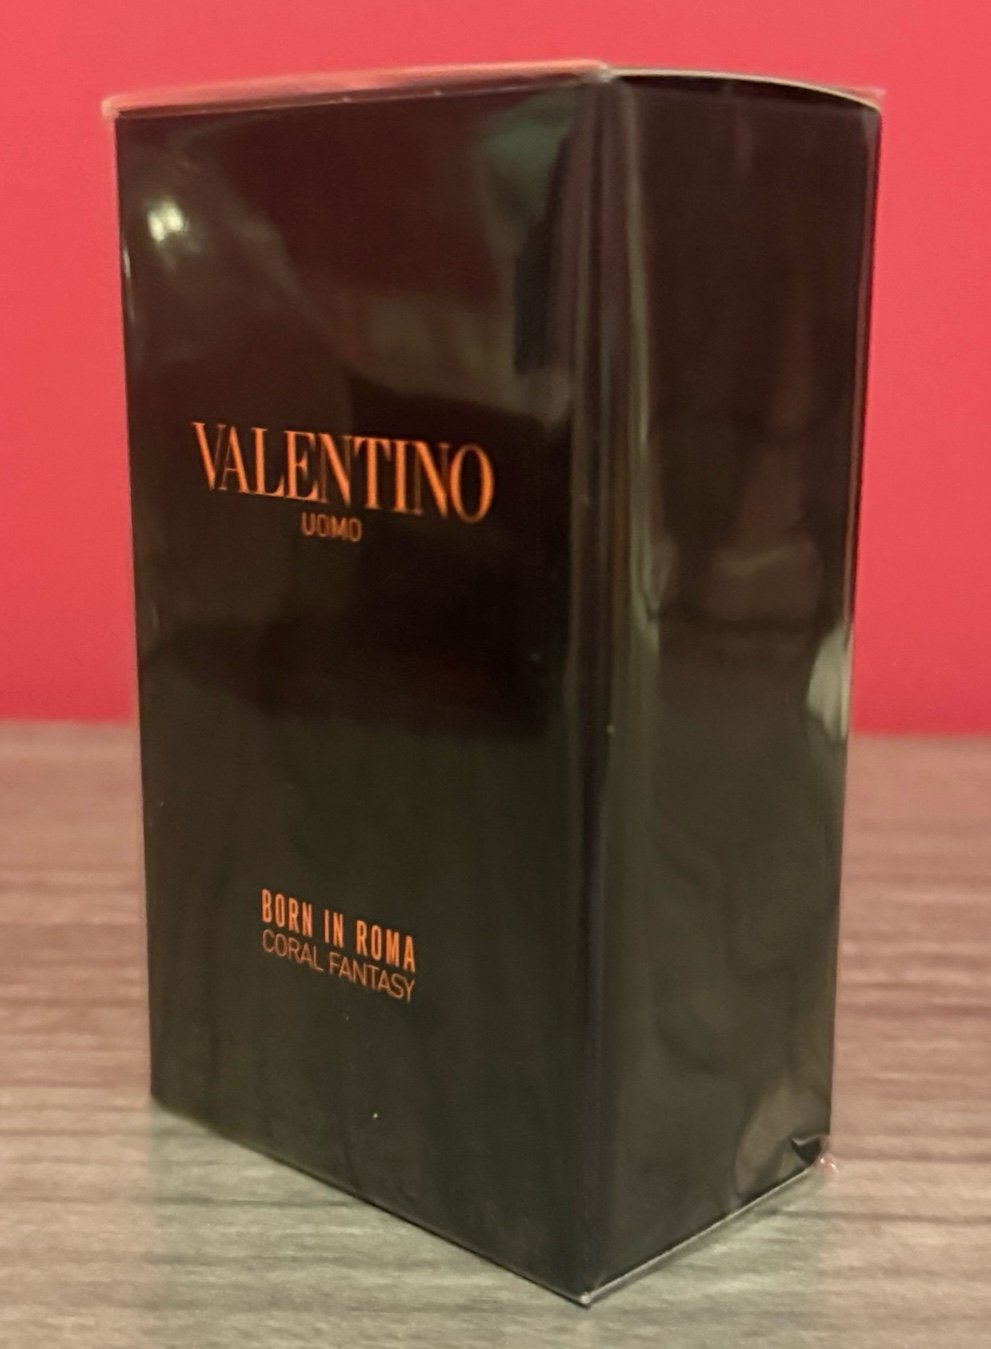 VALENTINO
UOMO
BORN IN ROMA
CORAL FANTASY